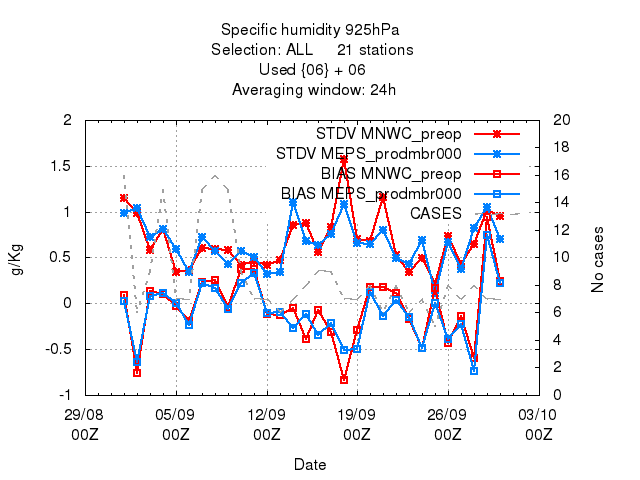 Specific humidity 925hPa
Selection: ALL 21 stations
Used {06} + 06
Averaging window: 24h
STDV MNWC_preop
STDV MEPS_prodmbr000
BIAS MNWC_preop
BIAS MEPS_prodmbr000
CASES
2
1.5
1
0.5
0
-0.5
-1
g/Kg
20
18
16
14
12
10
8
6
4
2
0
No cases
29/08 05/09 12/09 19/09 26/09 03/10
00Z 00Z 00Z 00Z 00Z 00Z
Date